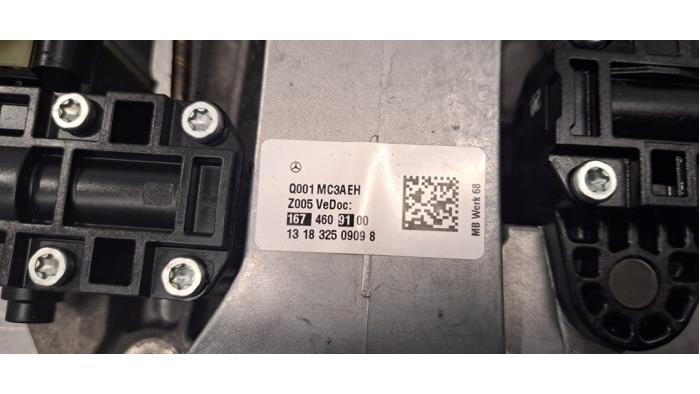 Q001 MC3AEH
Z005 VeDoc:
167 460 91 00
13 18 325 0909 8
MB Werk 68